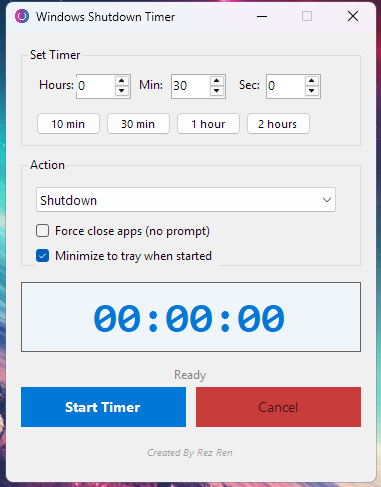 Windows Shutdown Timer
Set Timer
Hours: 0 Min: 30 Sec: 0
10 min 30 min 1 hour 2 hours
Action
Shutdown
Force close apps (no prompt)
Minimize to tray when started
00:00:00
Ready
Start Timer Cancel
Created By Rez Ren